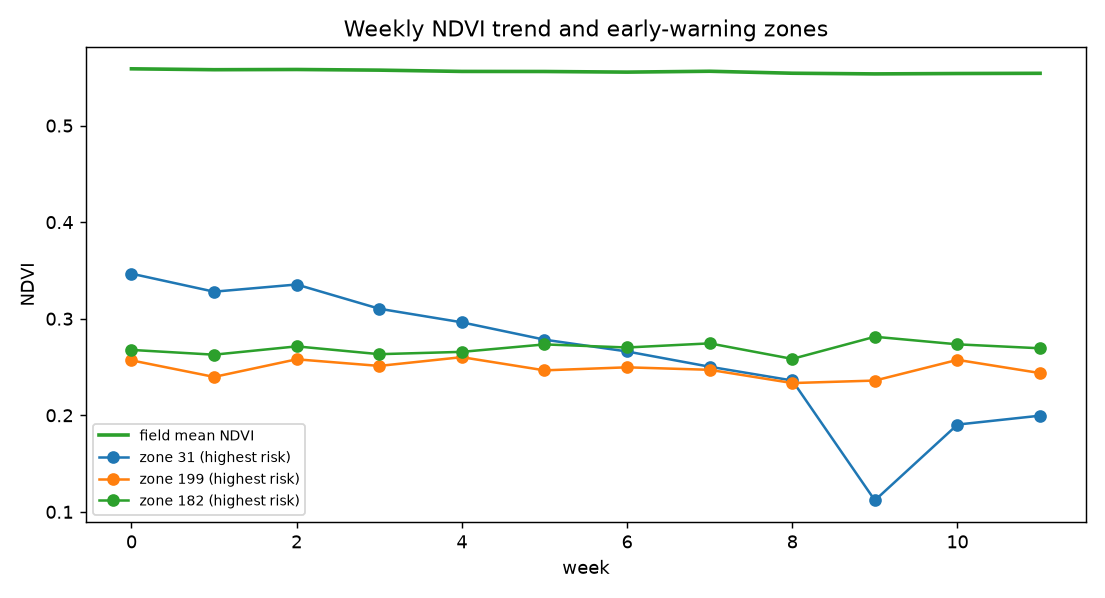 Weekly NDVI trend and early-warning zones
NDVI
0.5
0.4
0.3
0.2
0.1
field mean NDVI
zone 31 (highest risk)
zone 199 (highest risk)
zone 182 (highest risk)
0 2 4 6 8 10
week